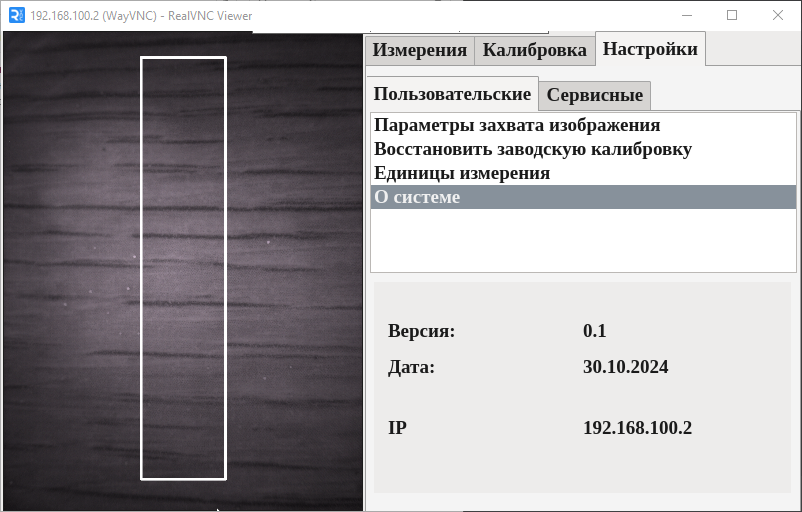 192.168.100.2 (WayVNC) - RealVNC Viewer
Измерения Калибровка Настройки
Пользовательские Сервисные
Параметры захвата изображения
Восстановить заводскую калибровку
Единицы измерения
О системе
Версия: 0.1
Дата: 30.10.2024
IP 192.168.100.2